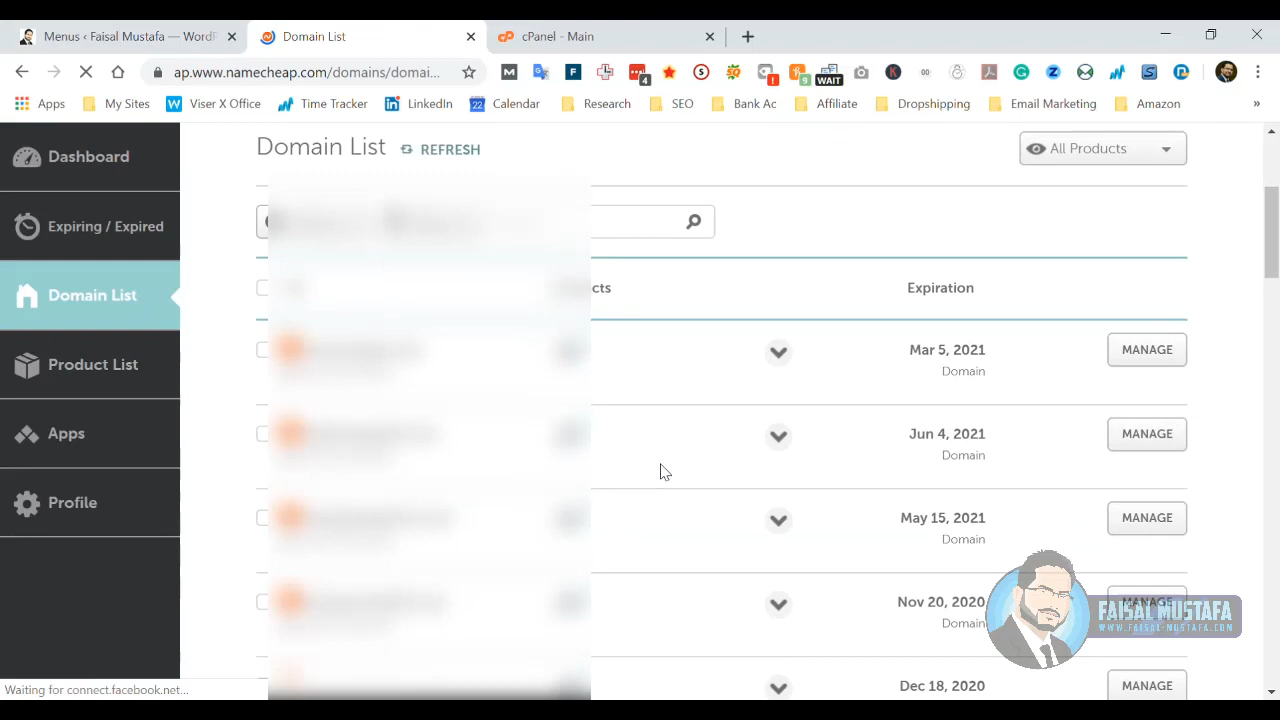 Menus ‹ Faisal Mustafa — WordP
Domain List
cPanel - Main
ap.www.namecheap.com/domains/domai...
4
!
9
WAIT
Apps
My Sites
Viser X Office
Time Tracker
LinkedIn
22
Calendar
Research
SEO
Bank Ac
Affiliate
Dropshipping
Email Marketing
Amazon
»
Dashboard
Expiring / Expired
Domain List
Product List
Apps
Profile
Domain List
REFRESH
All Products
cts
Expiration
Mar 5, 2021
Domain
MANAGE
Jun 4, 2021
Domain
MANAGE
May 15, 2021
Domain
MANAGE
Nov 20, 2020
Domain
MANAGE
Dec 18, 2020
MANAGE
FAISAL MUSTAFA
WWW.FAISAL-MUSTAFA.COM
Waiting for connect.facebook.net...